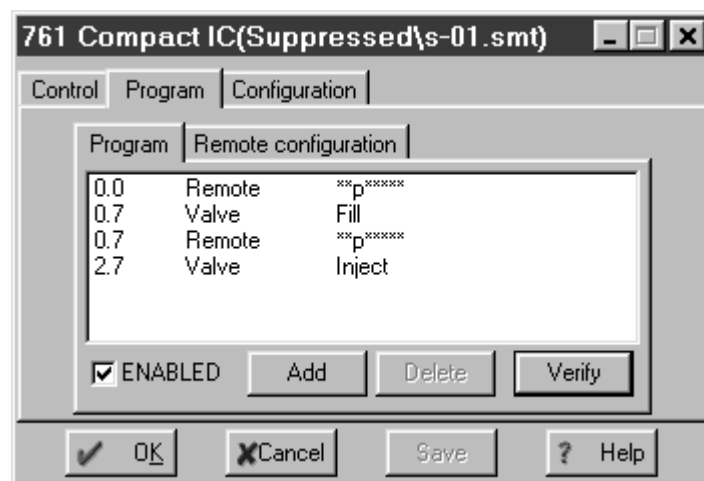 761 Compact IC(Suppressed\s-01.smt)
Control Program Configuration
Program Remote configuration
0.0 Remote **p*****
0.7 Valve Fill
0.7 Remote **p*****
2.7 Valve Inject
ENABLED Add Delete Verify
OK Cancel Save ? Help